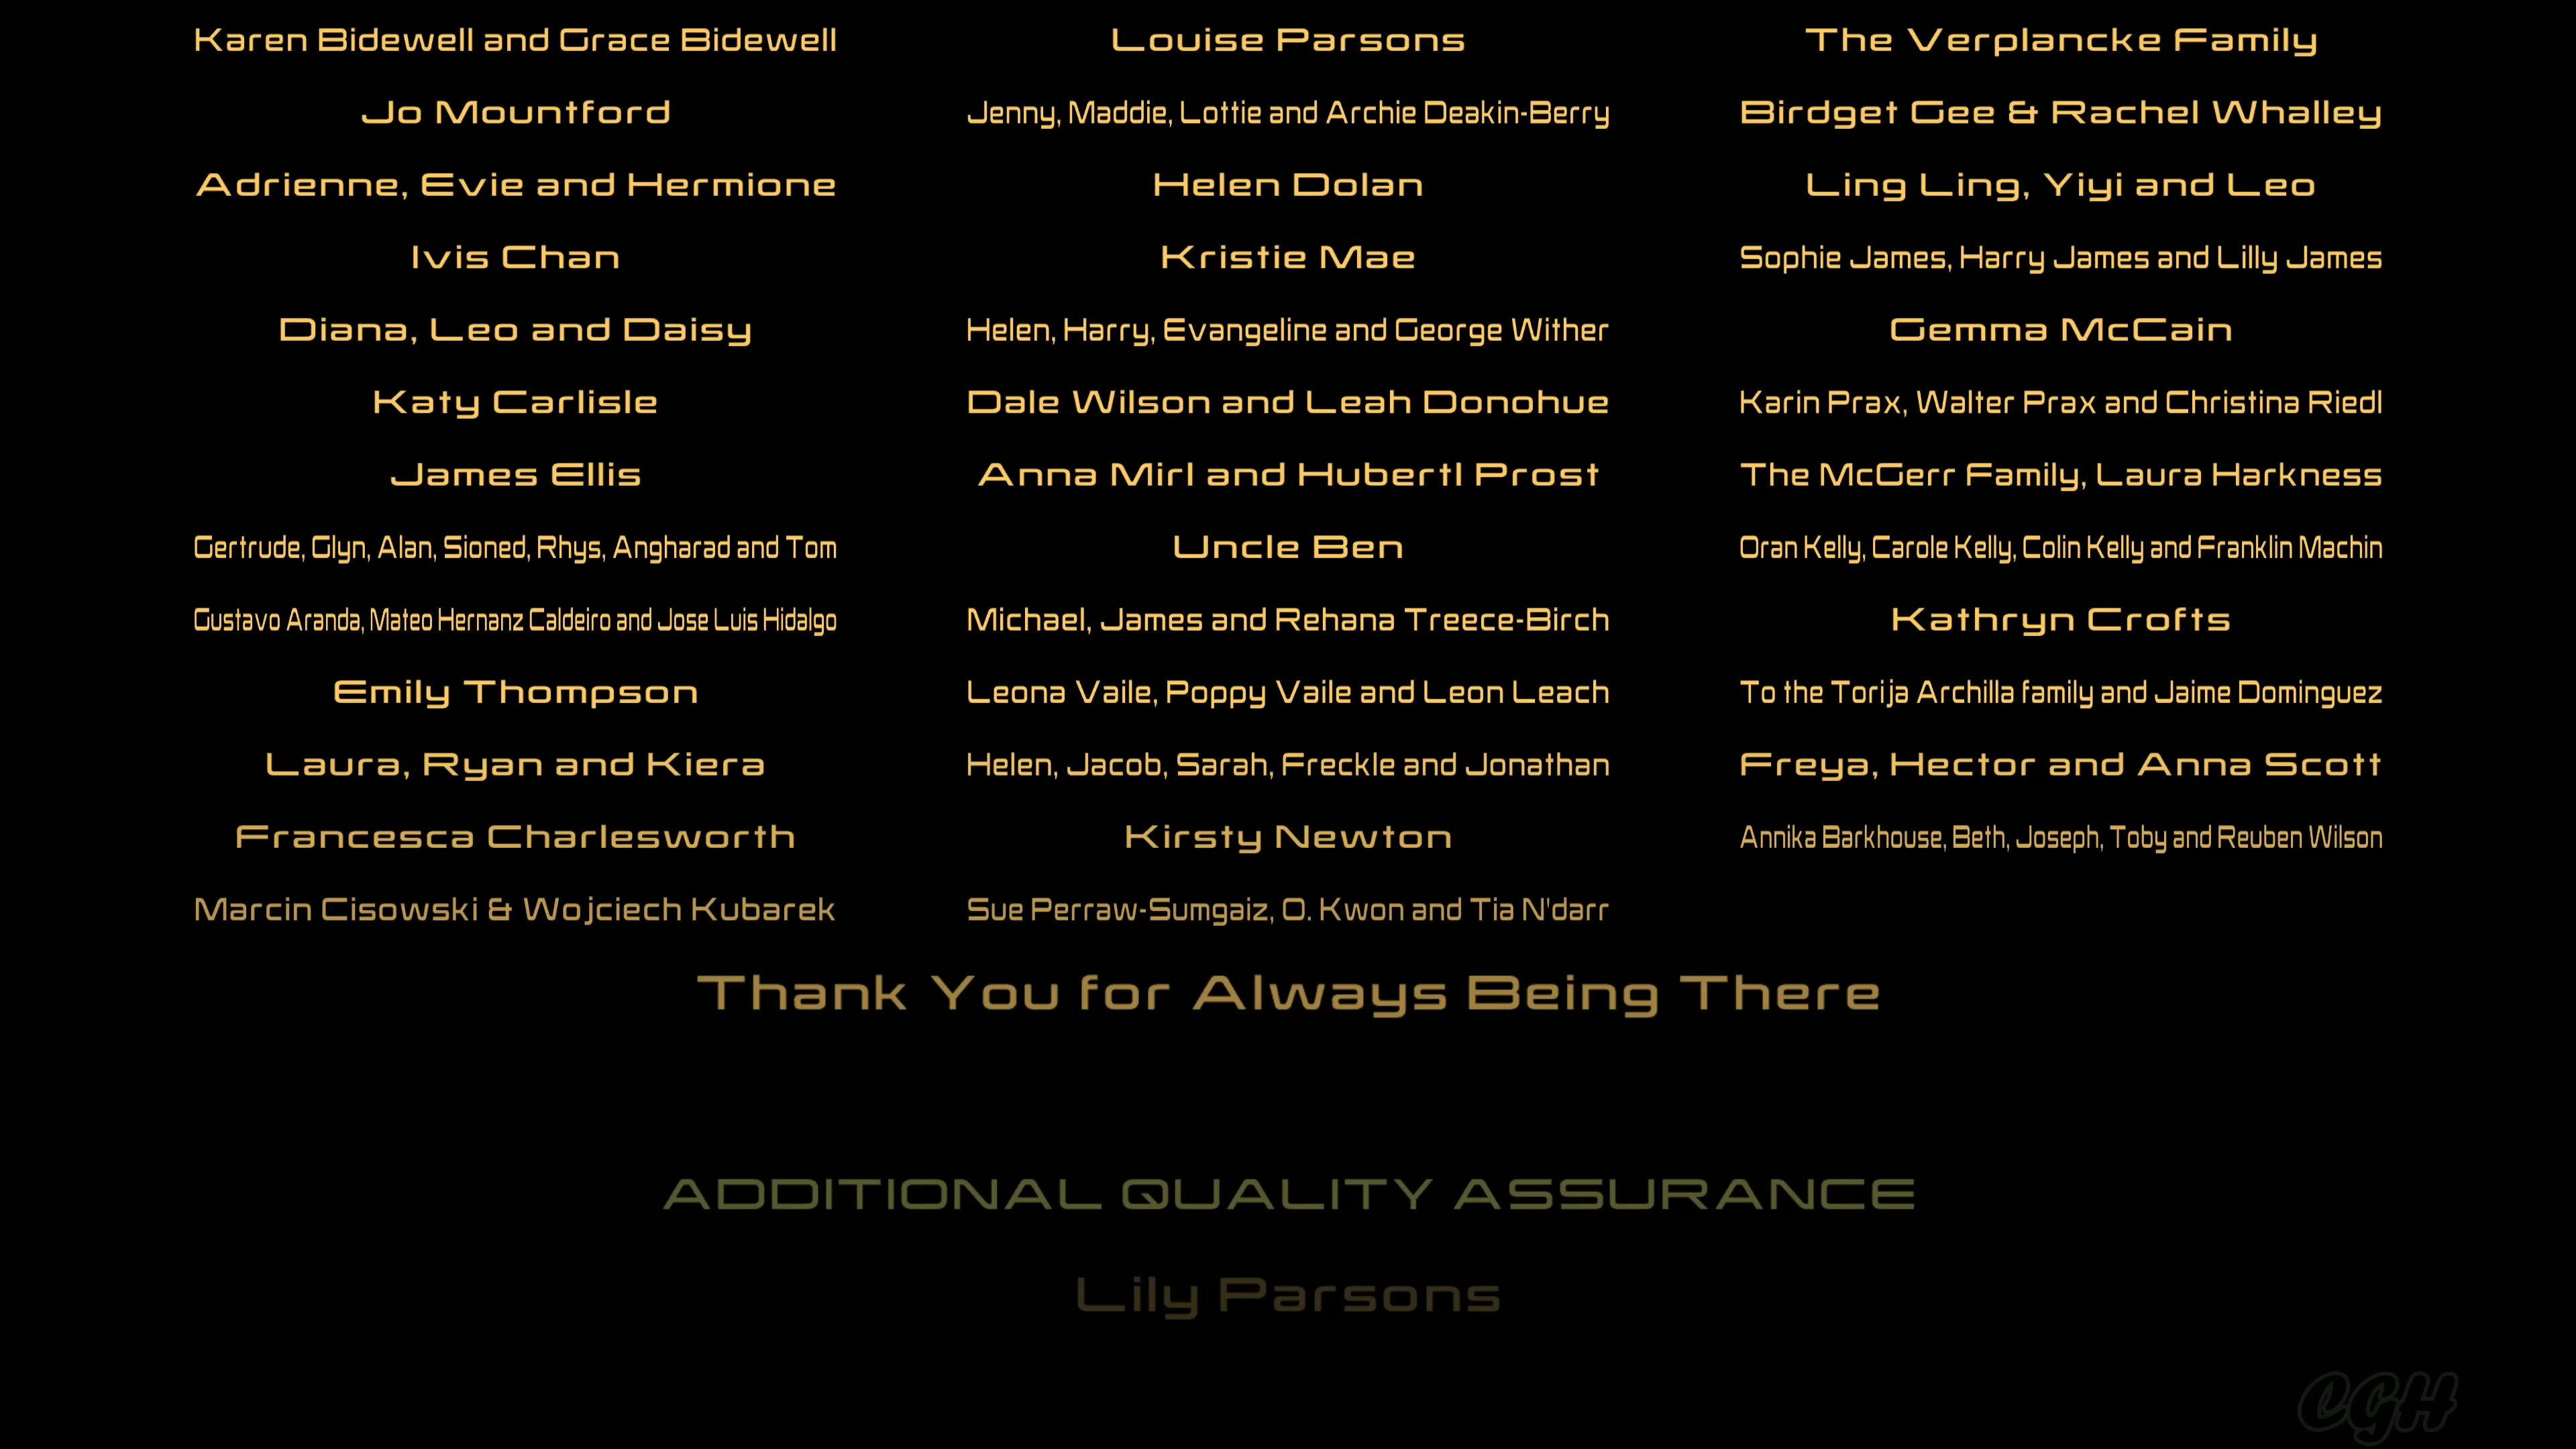 Karen Bidewell and Grace Bidewell
Louise Parsons
The Verplancke Family
Jo Mountford
Jenny, Maddie, Lottie and Archie Deakin-Berry
Birdget Gee & Rachel Whalley
Adrienne, Evie and Hermione
Helen Dolan
Ling Ling, Yiyi and Leo
Ivis Chan
Kristie Mae
Sophie James, Harry James and Lilly James
Diana, Leo and Daisy
Helen, Harry, Evangeline and George Wither
Gemma McCain
Katy Carlisle
Dale Wilson and Leah Donohue
Karin Prax, Walter Prax and Christina Riedl
James Ellis
Anna Mirl and Hubertl Prost
The McGerr Family, Laura Harkness
Gertrude, Glyn, Alan, Sioned, Rhys, Angharad and Tom
Uncle Ben
Oran Kelly, Carole Kelly, Colin Kelly and Franklin Machin
Gustavo Aranda, Mateo Hernanz Caldeiro and Jose Luis Hidalgo
Michael, James and Rehana Treece-Birch
Kathryn Crofts
Emily Thompson
Leona Vaile, Poppy Vaile and Leon Leach
To the Torija Archilla family and Jaime Dominguez
Laura, Ryan and Kiera
Helen, Jacob, Sarah, Freckle and Jonathan
Freya, Hector and Anna Scott
Francesca Charlesworth
Kirsty Newton
Annika Barkhouse, Beth, Joseph, Toby and Reuben Wilson
Marcin Cisowski & Wojciech Kubarek
Sue Perraw-Sumgaiz, O. Kwon and Tia N'darr
Thank You for Always Being There
ADDITIONAL QUALITY ASSURANCE
Lily Parsons
CGH